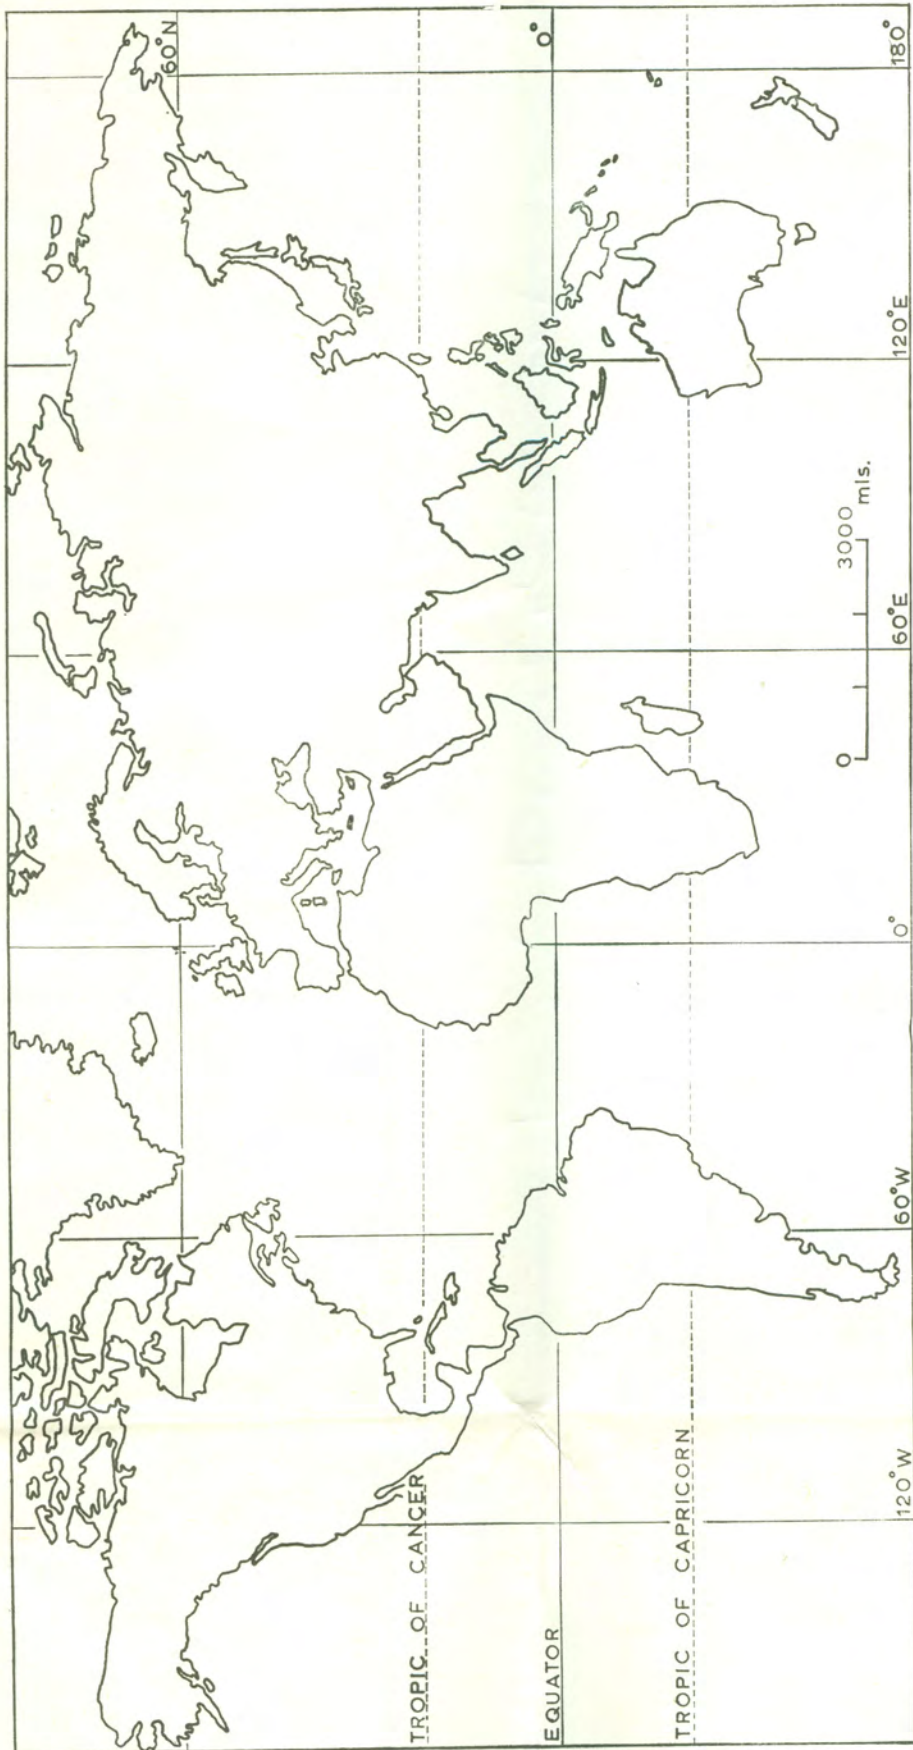 60°N
TROPIC OF CANCER
EQUATOR
0°
TROPIC OF CAPRICORN
0 3000 mls.
120°W
60°W
0°
60°E
120°E
180°